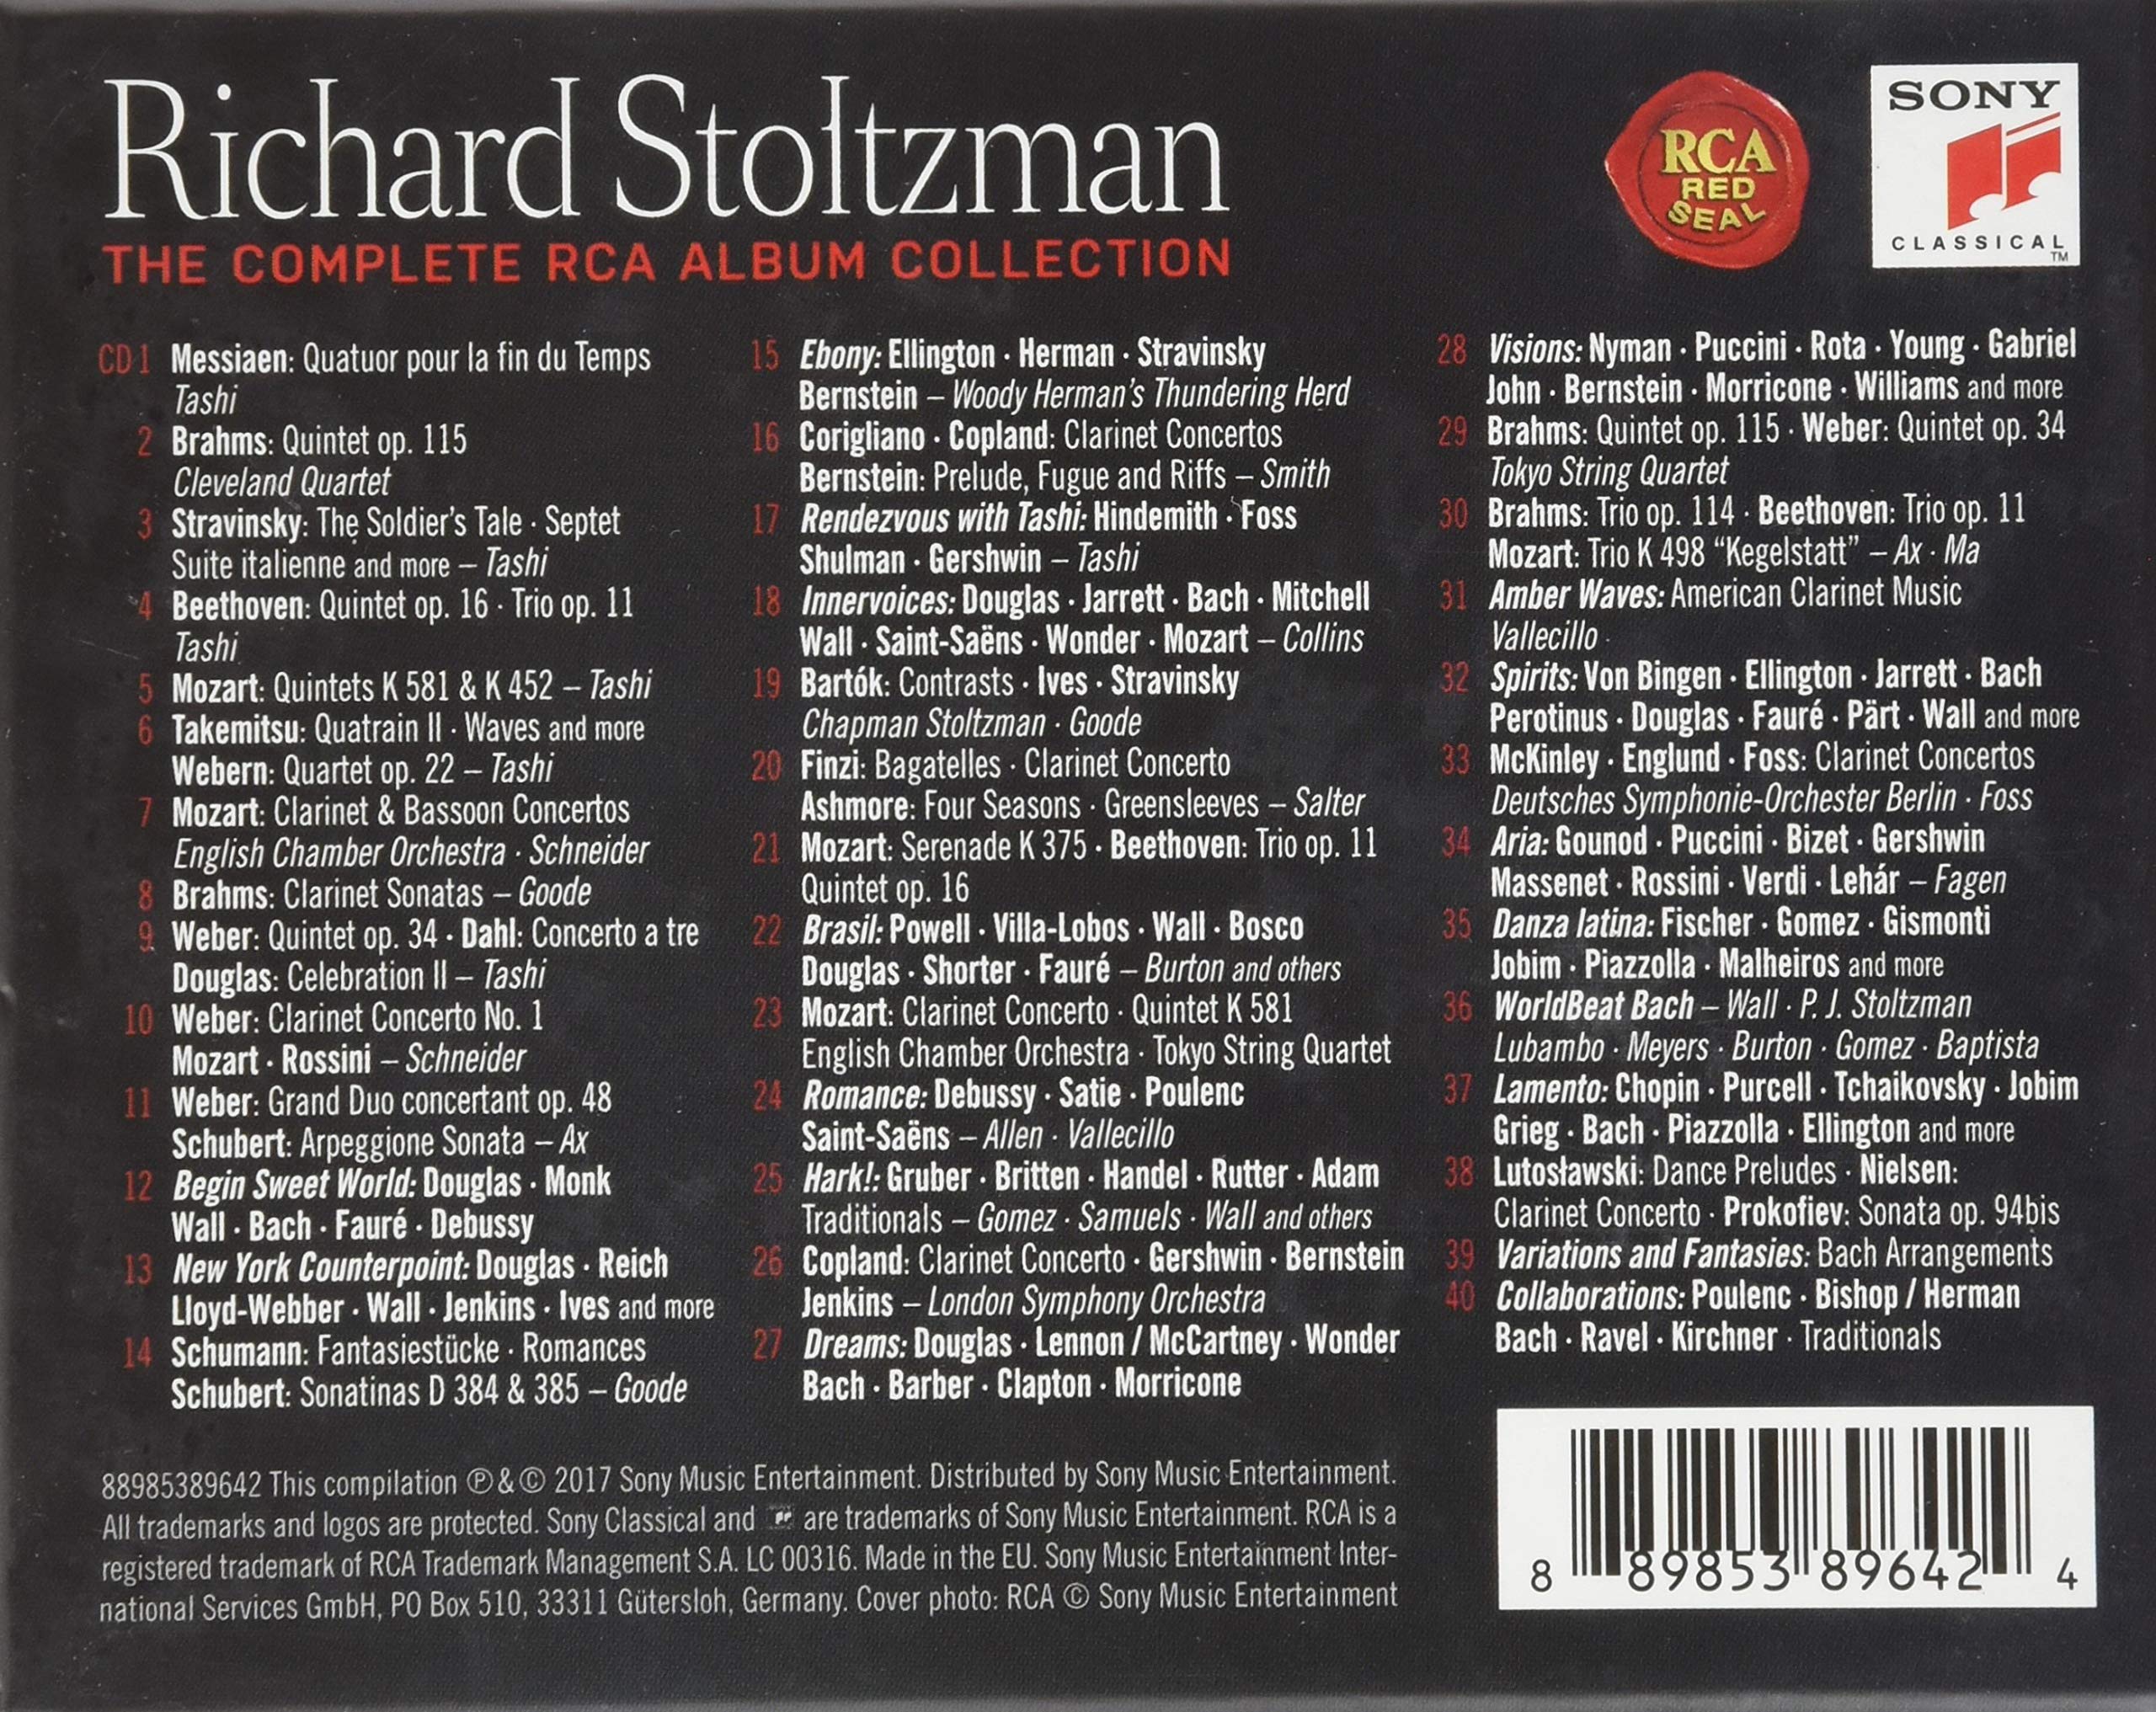 Richard Stoltzman
THE COMPLETE RCA ALBUM COLLECTION
RCA
RED
SEAL
SONY
CLASSICAL
TM
CD 1 Messiaen: Quatuor pour la fin du Temps
Tashi
2 Brahms: Quintet op. 115
Cleveland Quartet
3 Stravinsky: The Soldier's Tale · Septet
Suite italienne and more – Tashi
4 Beethoven: Quintet op. 16 · Trio op. 11
Tashi
5 Mozart: Quintets K 581 & K 452 – Tashi
6 Takemitsu: Quatrain II · Waves and more
Webern: Quartet op. 22 – Tashi
7 Mozart: Clarinet & Bassoon Concertos
English Chamber Orchestra · Schneider
8 Brahms: Clarinet Sonatas – Goode
9 Weber: Quintet op. 34 · Dahl: Concerto a tre
Douglas: Celebration II – Tashi
10 Weber: Clarinet Concerto No. 1
Mozart · Rossini – Schneider
11 Weber: Grand Duo concertant op. 48
Schubert: Arpeggione Sonata – Ax
12 Begin Sweet World: Douglas · Monk
Wall · Bach · Fauré · Debussy
13 New York Counterpoint: Douglas · Reich
Lloyd-Webber · Wall · Jenkins · Ives and more
14 Schumann: Fantasiestücke · Romances
Schubert: Sonatinas D 384 & 385 – Goode
15 Ebony: Ellington · Herman · Stravinsky
Bernstein – Woody Herman's Thundering Herd
16 Corigliano · Copland: Clarinet Concertos
Bernstein: Prelude, Fugue and Riffs – Smith
17 Rendezvous with Tashi: Hindemith · Foss
Shulman · Gershwin – Tashi
18 Innervoices: Douglas · Jarrett · Bach · Mitchell
Wall · Saint-Saëns · Wonder · Mozart – Collins
19 Bartók: Contrasts · Ives · Stravinsky
Chapman Stoltzman · Goode
20 Finzi: Bagatelles · Clarinet Concerto
Ashmore: Four Seasons · Greensleeves – Salter
21 Mozart: Serenade K 375 · Beethoven: Trio op. 11
Quintet op. 16
22 Brasil: Powell · Villa-Lobos · Wall · Bosco
Douglas · Shorter · Fauré – Burton and others
23 Mozart: Clarinet Concerto · Quintet K 581
English Chamber Orchestra · Tokyo String Quartet
24 Romance: Debussy · Satie · Poulenc
Saint-Saëns – Allen · Vallecillo
25 Hark!: Gruber · Britten · Handel · Rutter · Adam
Traditionals – Gomez · Samuels · Wall and others
26 Copland: Clarinet Concerto · Gershwin · Bernstein
Jenkins – London Symphony Orchestra
27 Dreams: Douglas · Lennon / McCartney · Wonder
Bach · Barber · Clapton · Morricone
28 Visions: Nyman · Puccini · Rota · Young · Gabriel
John · Bernstein · Morricone · Williams and more
29 Brahms: Quintet op. 115 · Weber: Quintet op. 34
Tokyo String Quartet
30 Brahms: Trio op. 114 · Beethoven: Trio op. 11
Mozart: Trio K 498 “Kegelstatt” – Ax · Ma
31 Amber Waves: American Clarinet Music
Vallecillo
32 Spirits: Von Bingen · Ellington · Jarrett · Bach
Perotinus · Douglas · Fauré · Pärt · Wall and more
33 McKinley · Englund · Foss: Clarinet Concertos
Deutsches Symphonie-Orchester Berlin · Foss
34 Aria: Gounod · Puccini · Bizet · Gershwin
Massenet · Rossini · Verdi · Lehár – Fagen
35 Danza latina: Fischer · Gomez · Gismonti
Jobim · Piazzolla · Malheiros and more
36 WorldBeat Bach – Wall · P. J. Stoltzman
Lubambo · Meyers · Burton · Gomez · Baptista
37 Lamento: Chopin · Purcell · Tchaikovsky · Jobim
Grieg · Bach · Piazzolla · Ellington and more
38 Lutosławski: Dance Preludes · Nielsen:
Clarinet Concerto · Prokofiev: Sonata op. 94bis
39 Variations and Fantasies: Bach Arrangements
40 Collaborations: Poulenc · Bishop / Herman
Bach · Ravel · Kirchner · Traditionals
88985389642 This compilation ℗ & © 2017 Sony Music Entertainment. Distributed by Sony Music Entertainment.
All trademarks and logos are protected. Sony Classical and are trademarks of Sony Music Entertainment. RCA is a
registered trademark of RCA Trademark Management S.A. LC 00316. Made in the EU. Sony Music Entertainment Inter-
national Services GmbH, PO Box 510, 33311 Gütersloh, Germany. Cover photo: RCA © Sony Music Entertainment
8 89853 89642 4